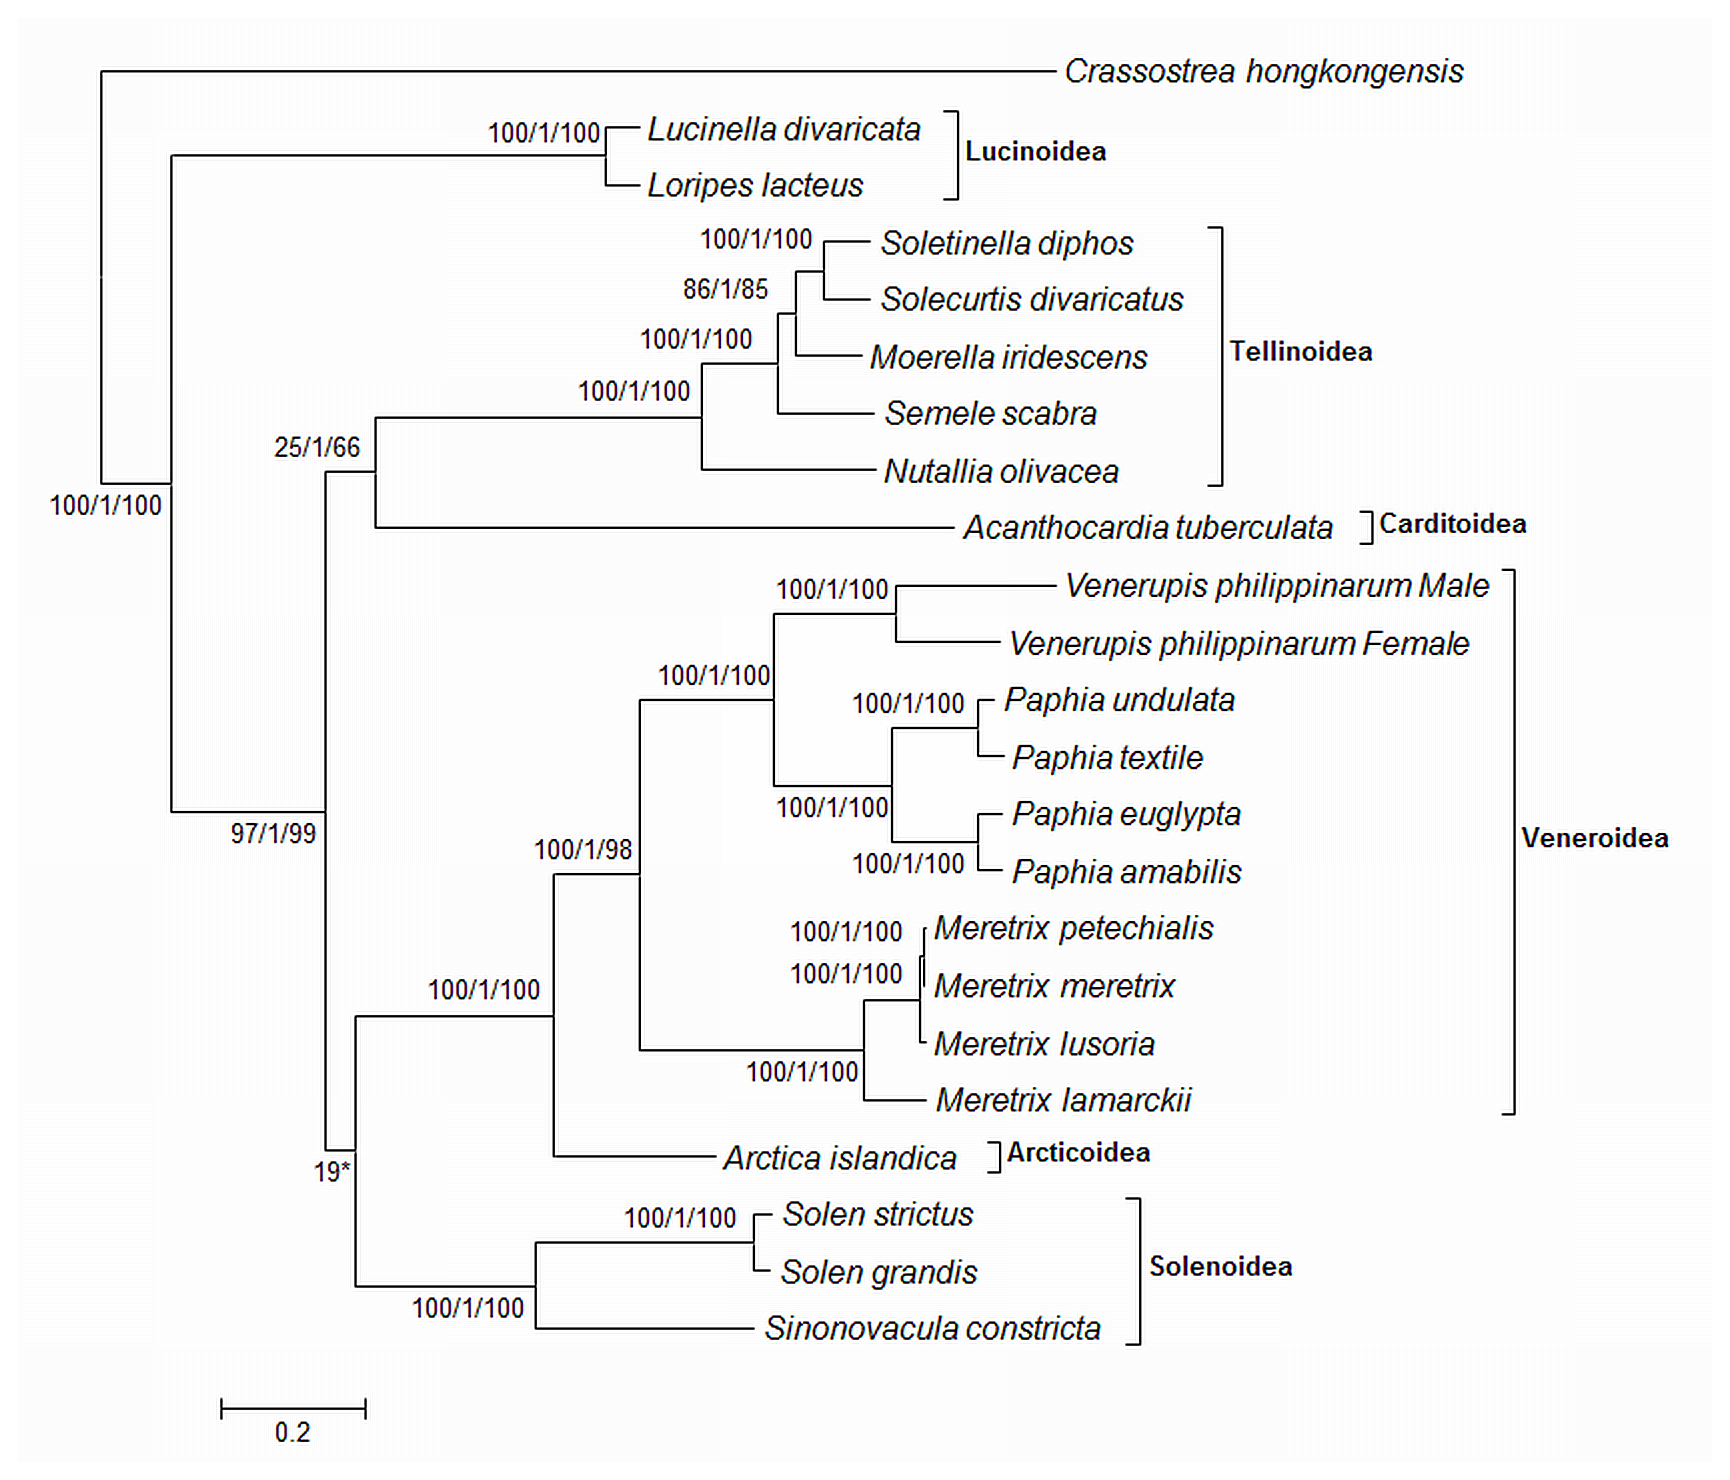 Crassostrea hongkongensis
100/1/100
Lucinella divaricata
Lucinoidea
Loripes lacteus
100/1/100
Soletinella diphos
86/1/85
Solecurtis divaricatus
100/1/100
Moerella iridescens
Tellinoidea
100/1/100
Semele scabra
25/1/66
Nutallia olivacea
100/1/100
Acanthocardia tuberculata
Carditoidea
100/1/100
Venerupis philippinarum Male
Venerupis philippinarum Female
100/1/100
100/1/100
Paphia undulata
Paphia textile
100/1/100
Paphia euglypta
97/1/99
Veneroidea
100/1/98
100/1/100
Paphia amabilis
100/1/100
Meretrix petechialis
100/1/100
100/1/100
Meretrix meretrix
Meretrix lusoria
100/1/100
Meretrix lamarckii
Arctica islandica
Arcticoidea
19*
100/1/100
Solen strictus
Solen grandis
Solenoidea
100/1/100
Sinonovacula constricta
0.2